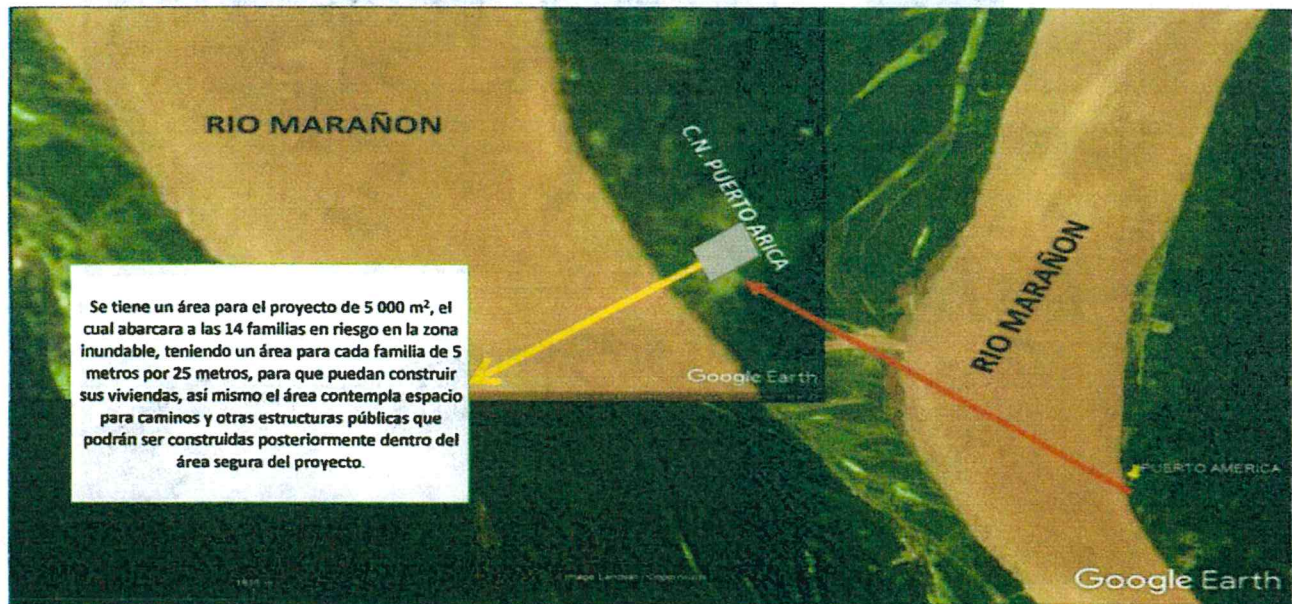 RIO MARAÑON
C.N. PUERTO ARICA
Se tiene un área para el proyecto de 5 000 m², el
cual abarcara a las 14 familias en riesgo en la zona
inundable, teniendo un área para cada familia de 5
metros por 25 metros, para que puedan construir
sus viviendas, así mismo el área contempla espacio
para caminos y otras estructuras públicas que
podrán ser construidas posteriormente dentro del
área segura del proyecto.
Google Earth
RIO MARAÑON
PUERTO AMERICA
Image Landsat / Copernicus
Google Earth